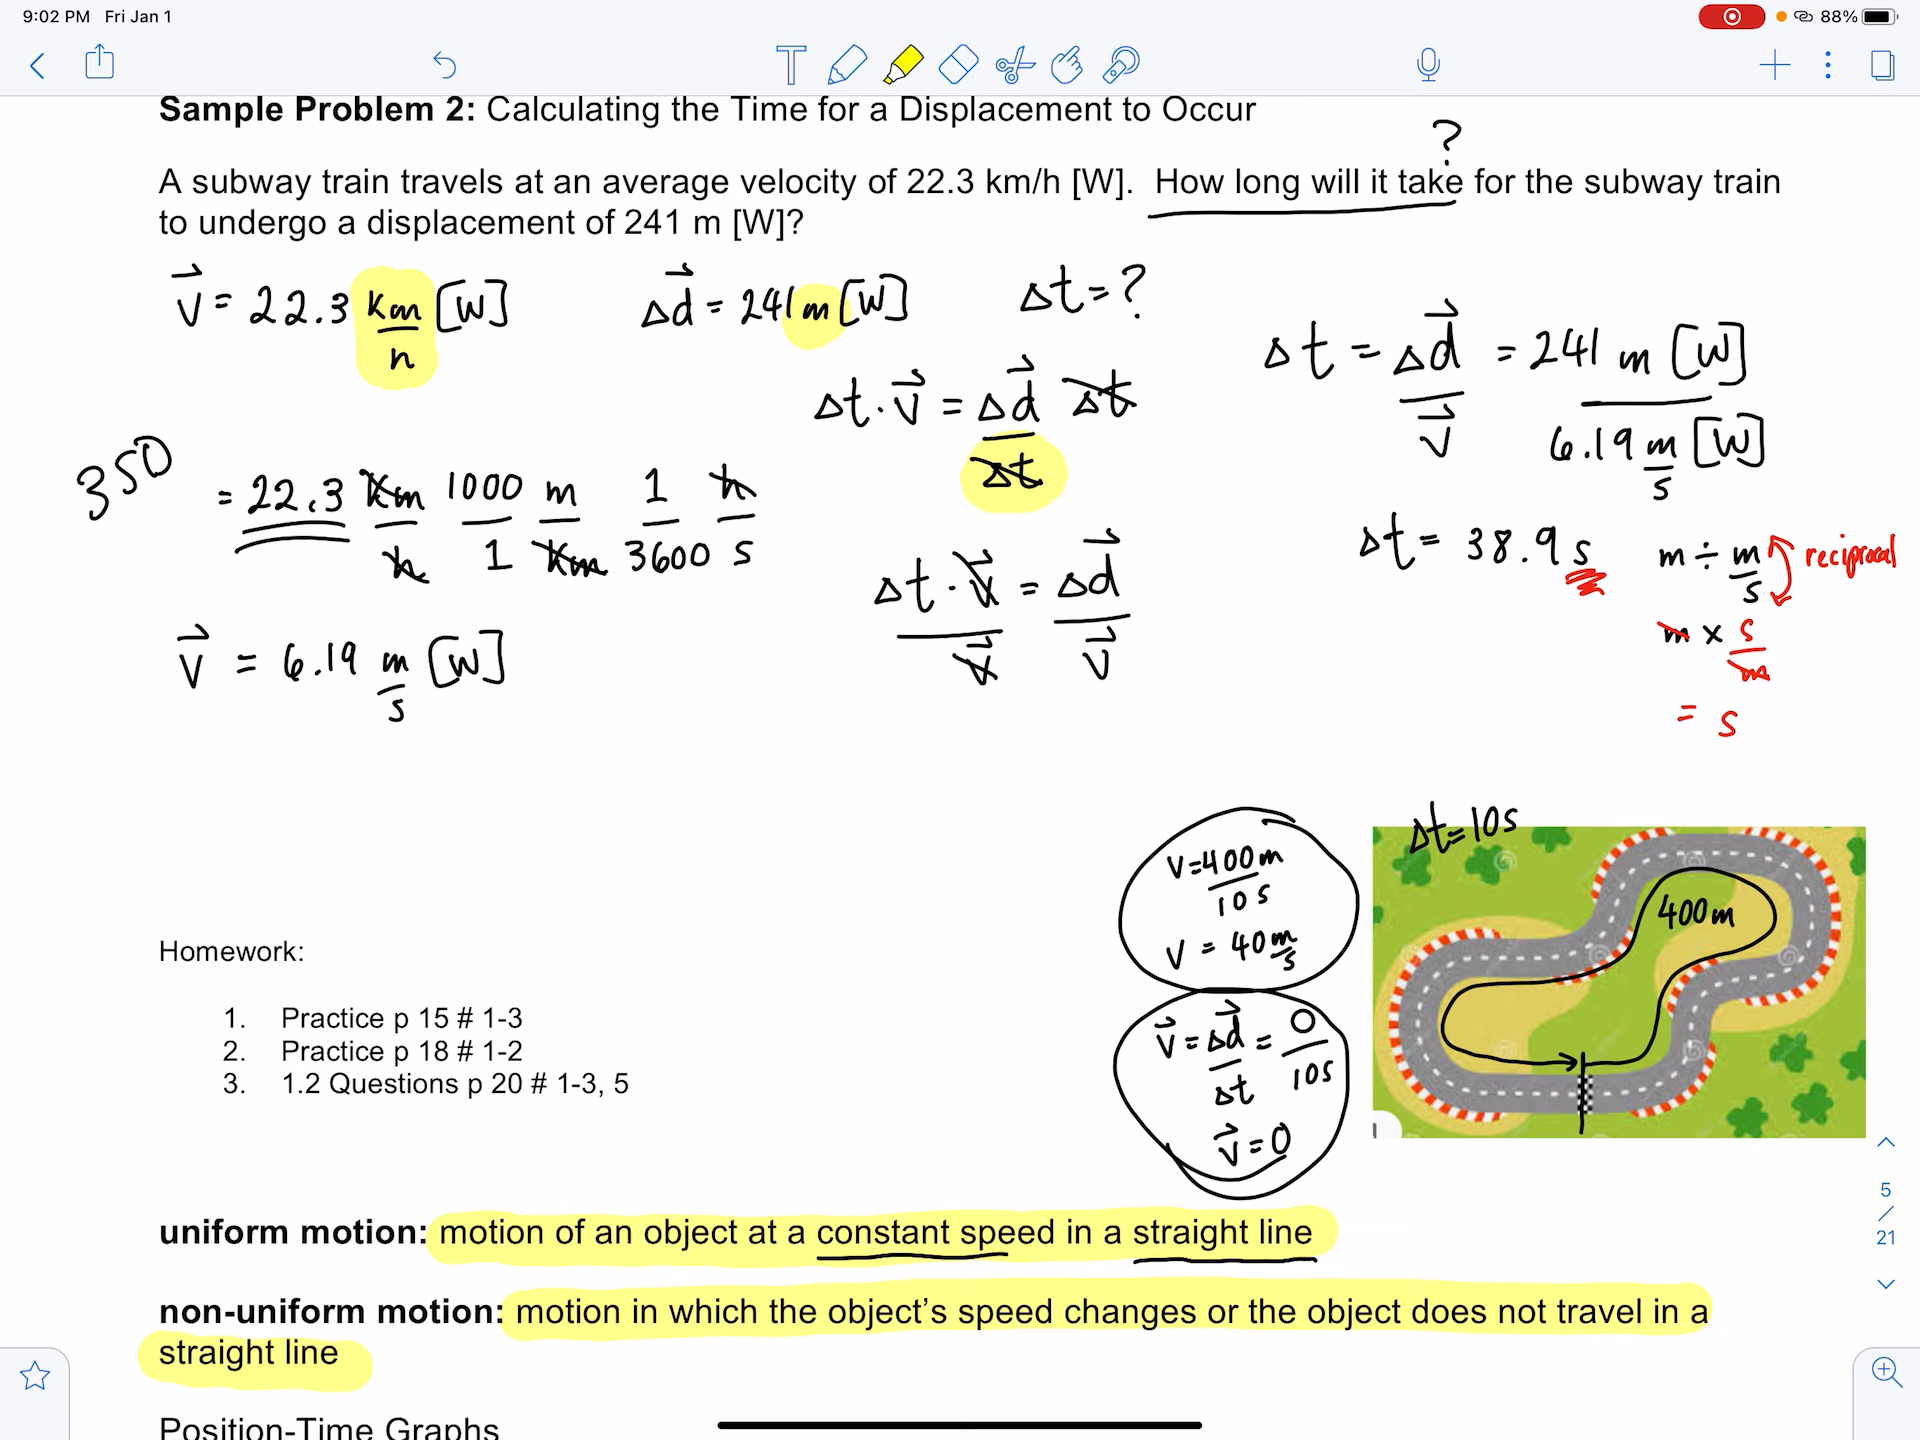 9:02 PM Fri Jan 1
88%
Sample Problem 2: Calculating the Time for a Displacement to Occur
?
A subway train travels at an average velocity of 22.3 km/h [W]. How long will it take for the subway train
to undergo a displacement of 241 m [W]?
v = 22.3 km/h [W]
Δd = 241 m [W]
Δt = ?
Δt · v = Δd/Δt Δt
Δt = Δd/v = 241 m [W] / 6.19 m/s [W]
350
= 22.3 km/h 1000/1 m/km 1/3600 h/s
Δt · v / v = Δd / v
Δt = 38.9 s
m ÷ m/s reciprocal
m x s/m
= s
v = 6.19 m/s [W]
Δt = 10s
400m
v = 400m/10s
v = 40 m/s
v = Δd/Δt = 0/10s
v = 0
Homework:
1. Practice p 15 # 1-3
2. Practice p 18 # 1-2
3. 1.2 Questions p 20 # 1-3, 5
5
/
21
uniform motion: motion of an object at a constant speed in a straight line
non-uniform motion: motion in which the object's speed changes or the object does not travel in a
straight line
Position-Time Graphs